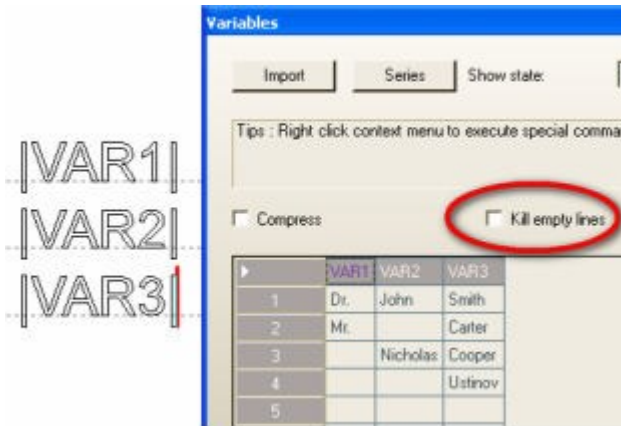 Variables
Import Series Show state:
Tips : Right click context menu to execute special comma
|VAR1|
|VAR2|
|VAR3|
Compress Kill empty lines
VAR1 VAR2 VAR3
1 Dr. John Smith
2 Mr. Carter
3 Nicholas Cooper
4 Ustinov
5